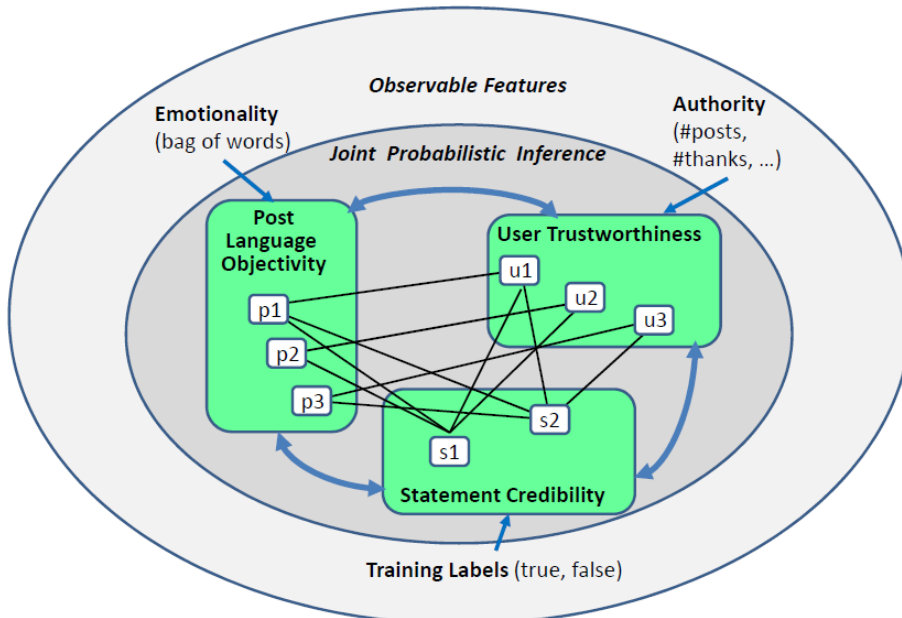 Observable Features
Emotionality
(bag of words)
Authority
(#posts,
#thanks, ...)
Joint Probabilistic Inference
Post
Language
Objectivity
User Trustworthiness
u1
u2
u3
p1
p2
p3
s2
s1
Statement Credibility
Training Labels (true, false)